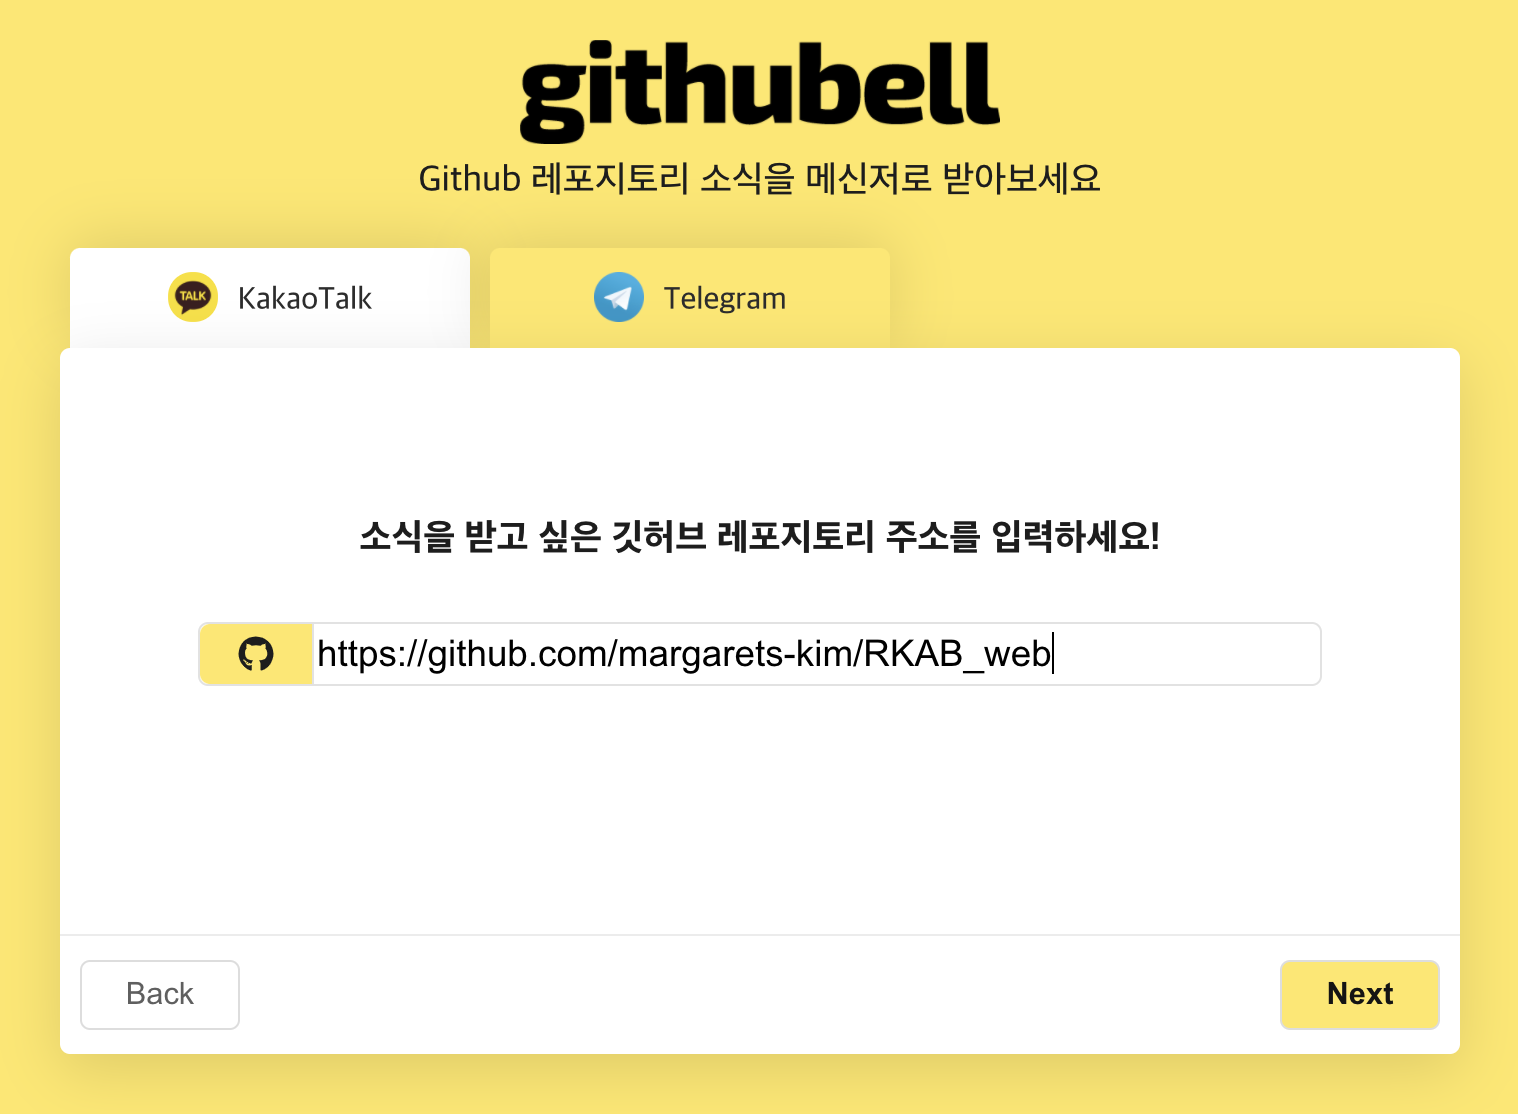 githubell
Github 레포지토리 소식을 메신저로 받아보세요
TALK KakaoTalk
Telegram
소식을 받고 싶은 깃허브 레포지토리 주소를 입력하세요!
https://github.com/margarets-kim/RKAB_web
Back
Next